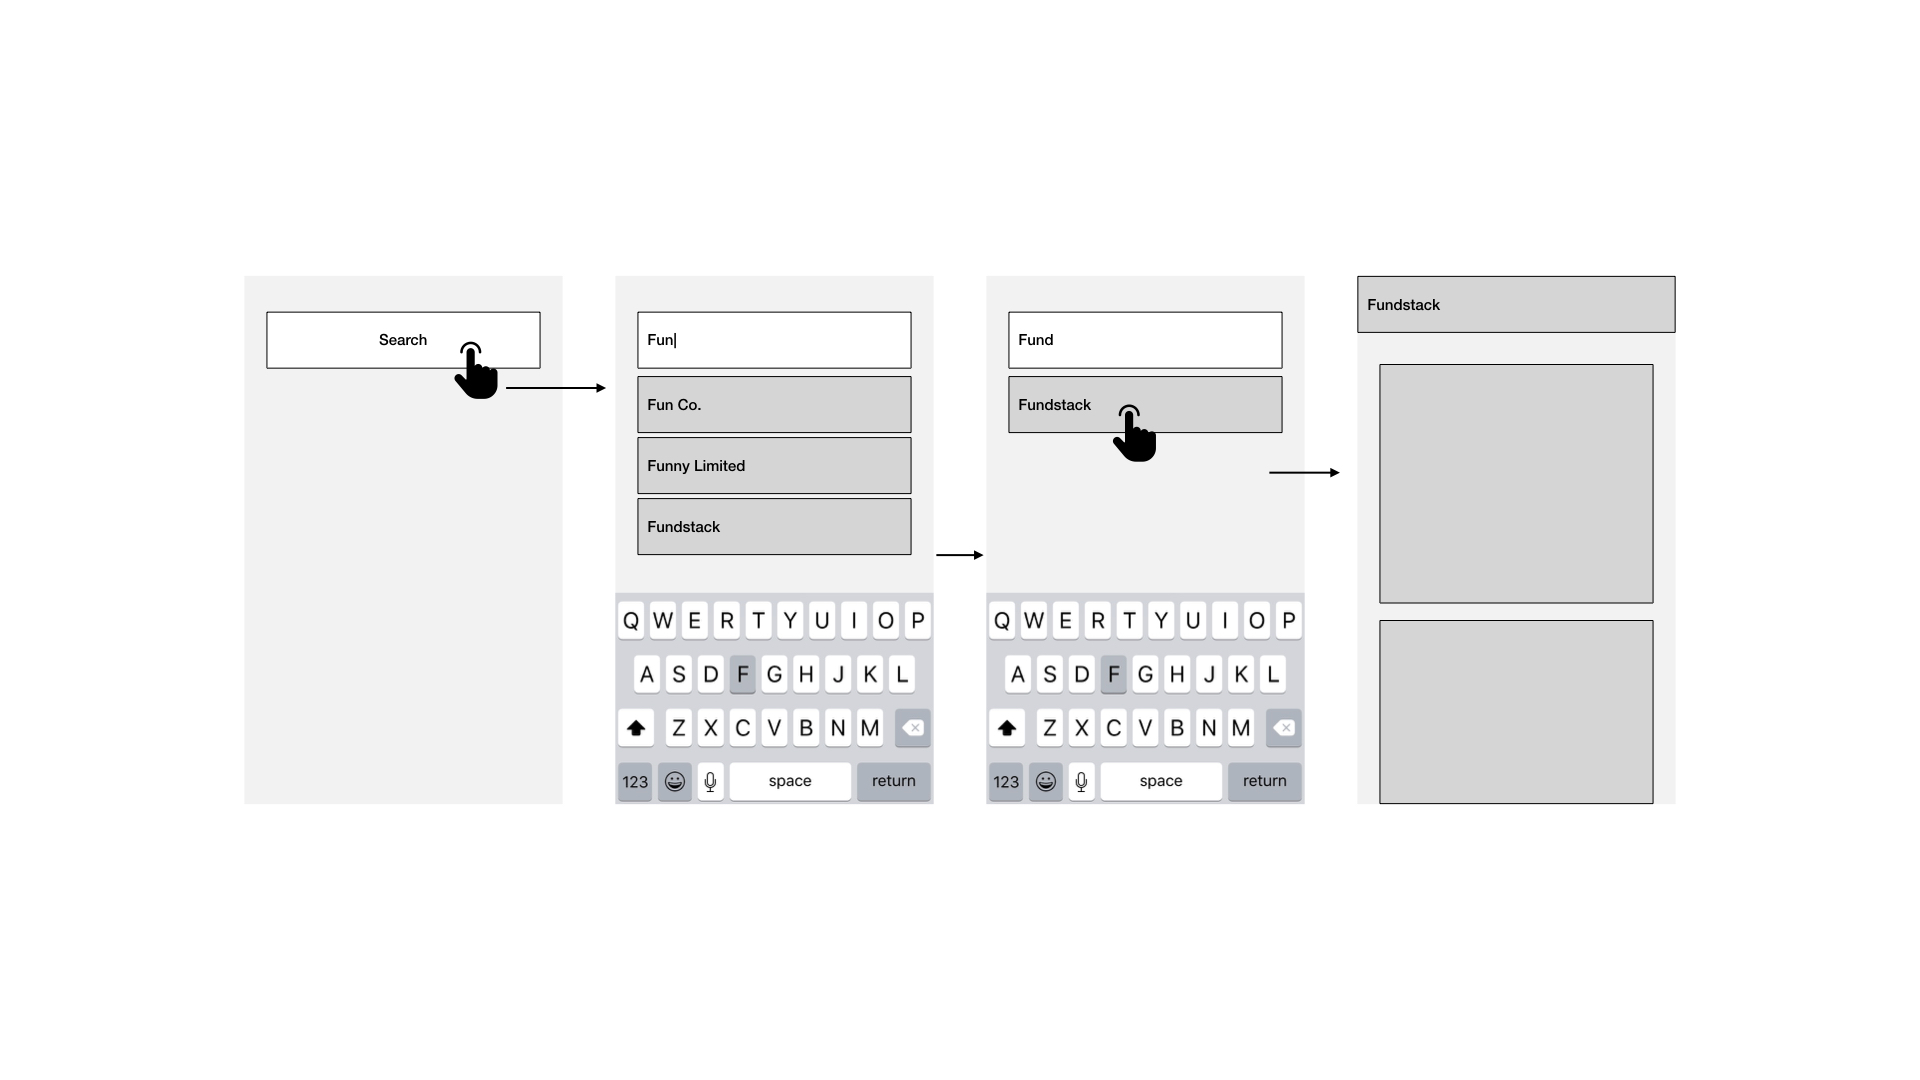 Search
Fun
Fun Co.
Funny Limited
Fundstack
Q W E R T Y U I O P
A S D F G H J K L
Z X C V B N M
123 space return
Fund
Fundstack
Q W E R T Y U I O P
A S D F G H J K L
Z X C V B N M
123 space return
Fundstack